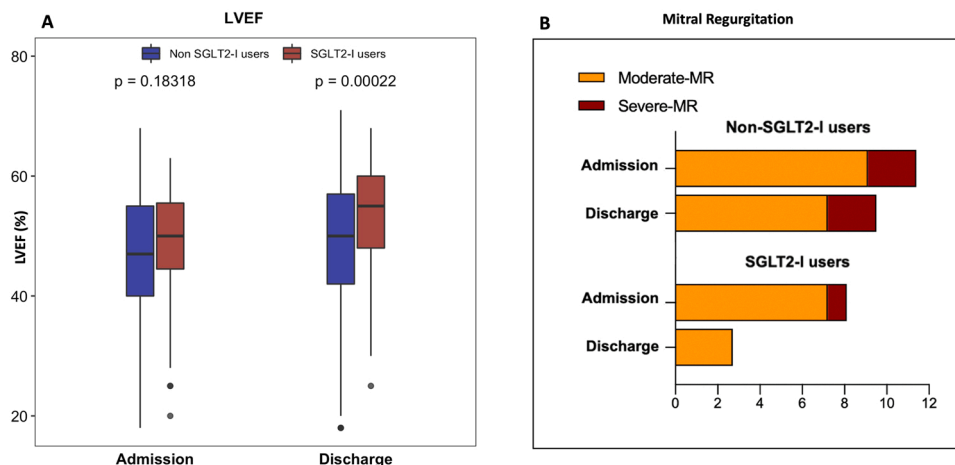 A
LVEF
Non SGLT2-I users
SGLT2-I users
p = 0.18318
p = 0.00022
80
60
40
20
LVEF (%)
Admission
Discharge
B
Mitral Regurgitation
Moderate-MR
Severe-MR
Non-SGLT2-I users
Admission
Discharge
SGLT2-I users
Admission
Discharge
0 2 4 6 8 10 12